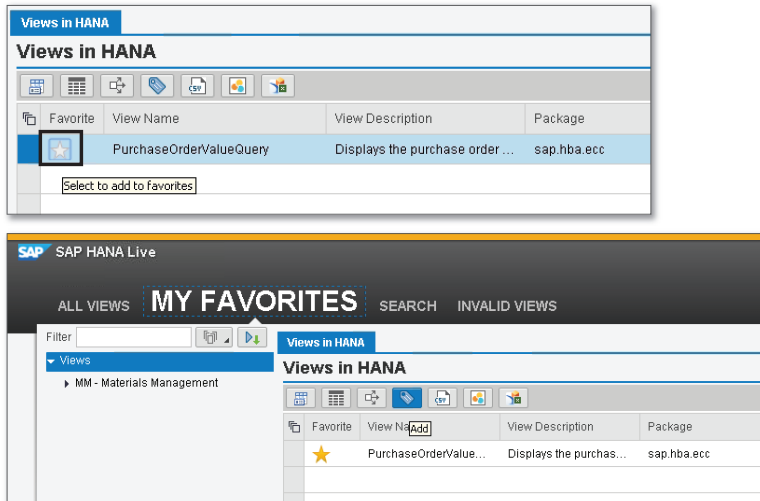 Views in HANA
Views in HANA
CSV
Favorite View Name View Description Package
PurchaseOrderValueQuery Displays the purchase order ... sap.hba.ecc
Select to add to favorites
SAP SAP HANA Live
ALL VIEWS MY FAVORITES SEARCH INVALID VIEWS
Filter
Views in HANA
Views
Views in HANA
MM - Materials Management
CSV
Favorite View Na Add View Description Package
PurchaseOrderValue... Displays the purchas... sap.hba.ecc